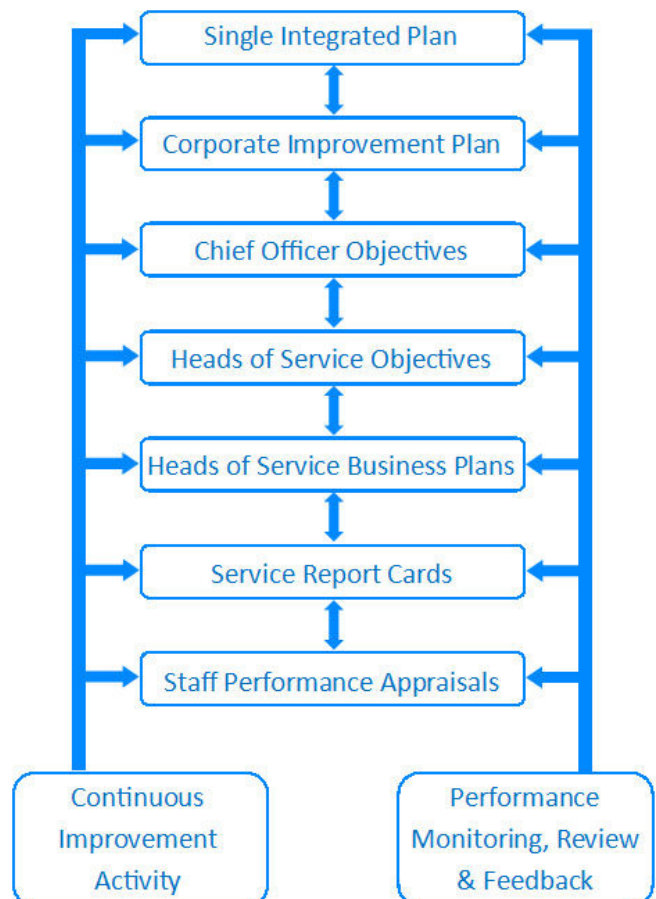 Single Integrated Plan
Corporate Improvement Plan
Chief Officer Objectives
Heads of Service Objectives
Heads of Service Business Plans
Service Report Cards
Staff Performance Appraisals
Continuous
Improvement
Activity
Performance
Monitoring, Review
& Feedback